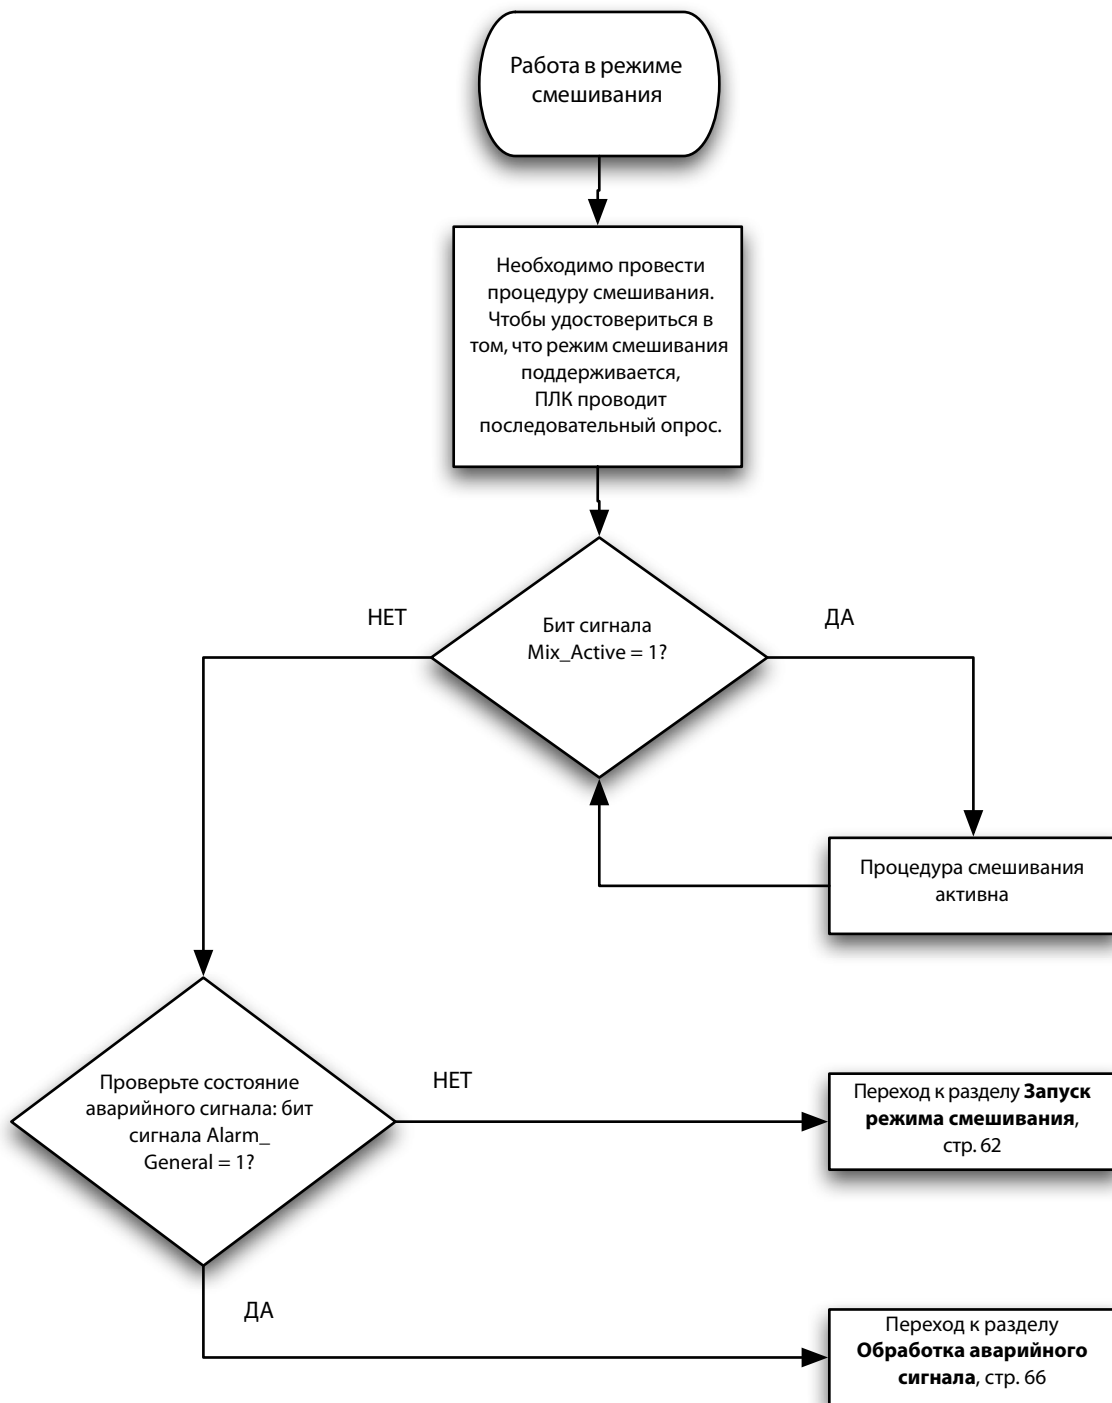 Работа в режиме
смешивания
Необходимо провести
процедуру смешивания.
Чтобы удостовериться в
том, что режим смешивания
поддерживается,
ПЛК проводит
последовательный опрос.
НЕТ
ДА
Бит сигнала
Mix_Active = 1?
Процедура смешивания
активна
Проверьте состояние
аварийного сигнала: бит
сигнала Alarm_
General = 1?
НЕТ
Переход к разделу Запуск
режима смешивания,
стр. 62
ДА
Переход к разделу
Обработка аварийного
сигнала, стр. 66